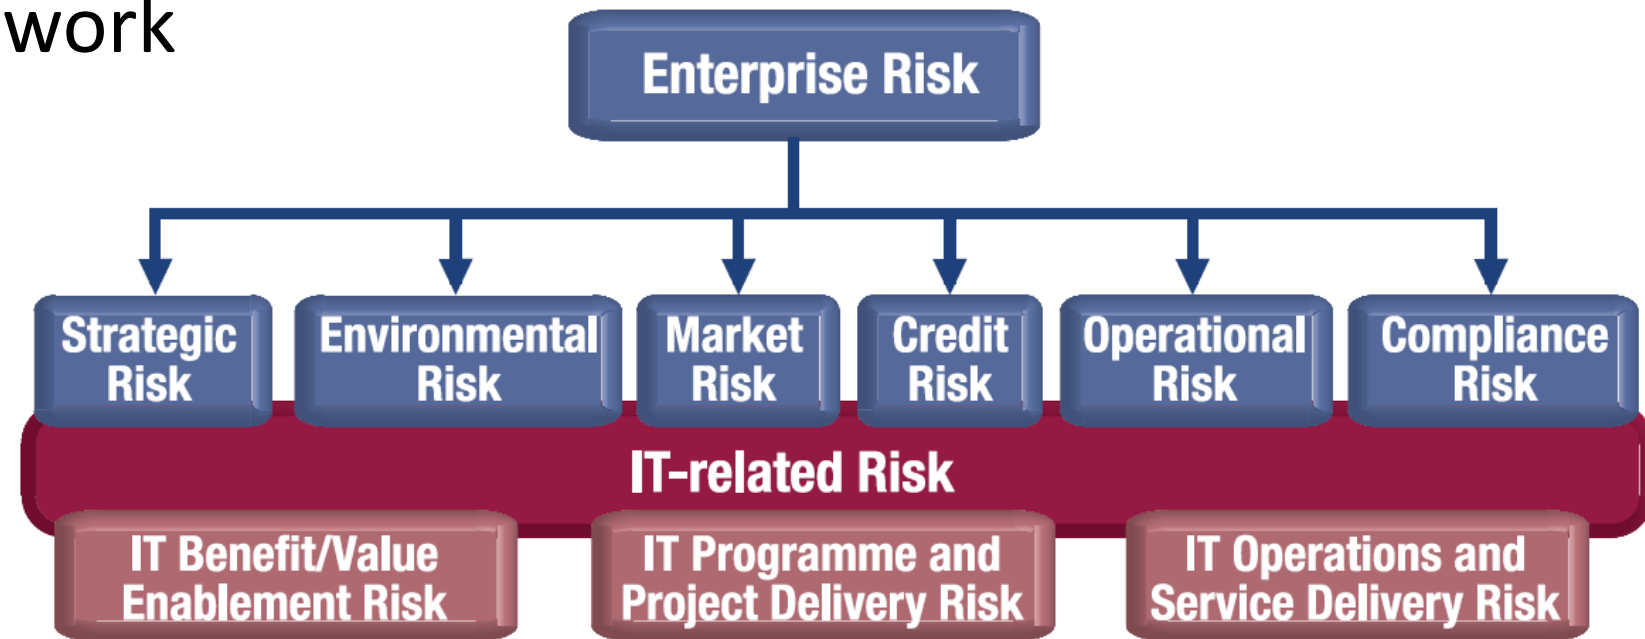 work
Enterprise Risk
Strategic
Risk
Environmental
Risk
Market
Risk
Credit
Risk
Operational
Risk
Compliance
Risk
IT-related Risk
IT Benefit/Value
Enablement Risk
IT Programme and
Project Delivery Risk
IT Operations and
Service Delivery Risk